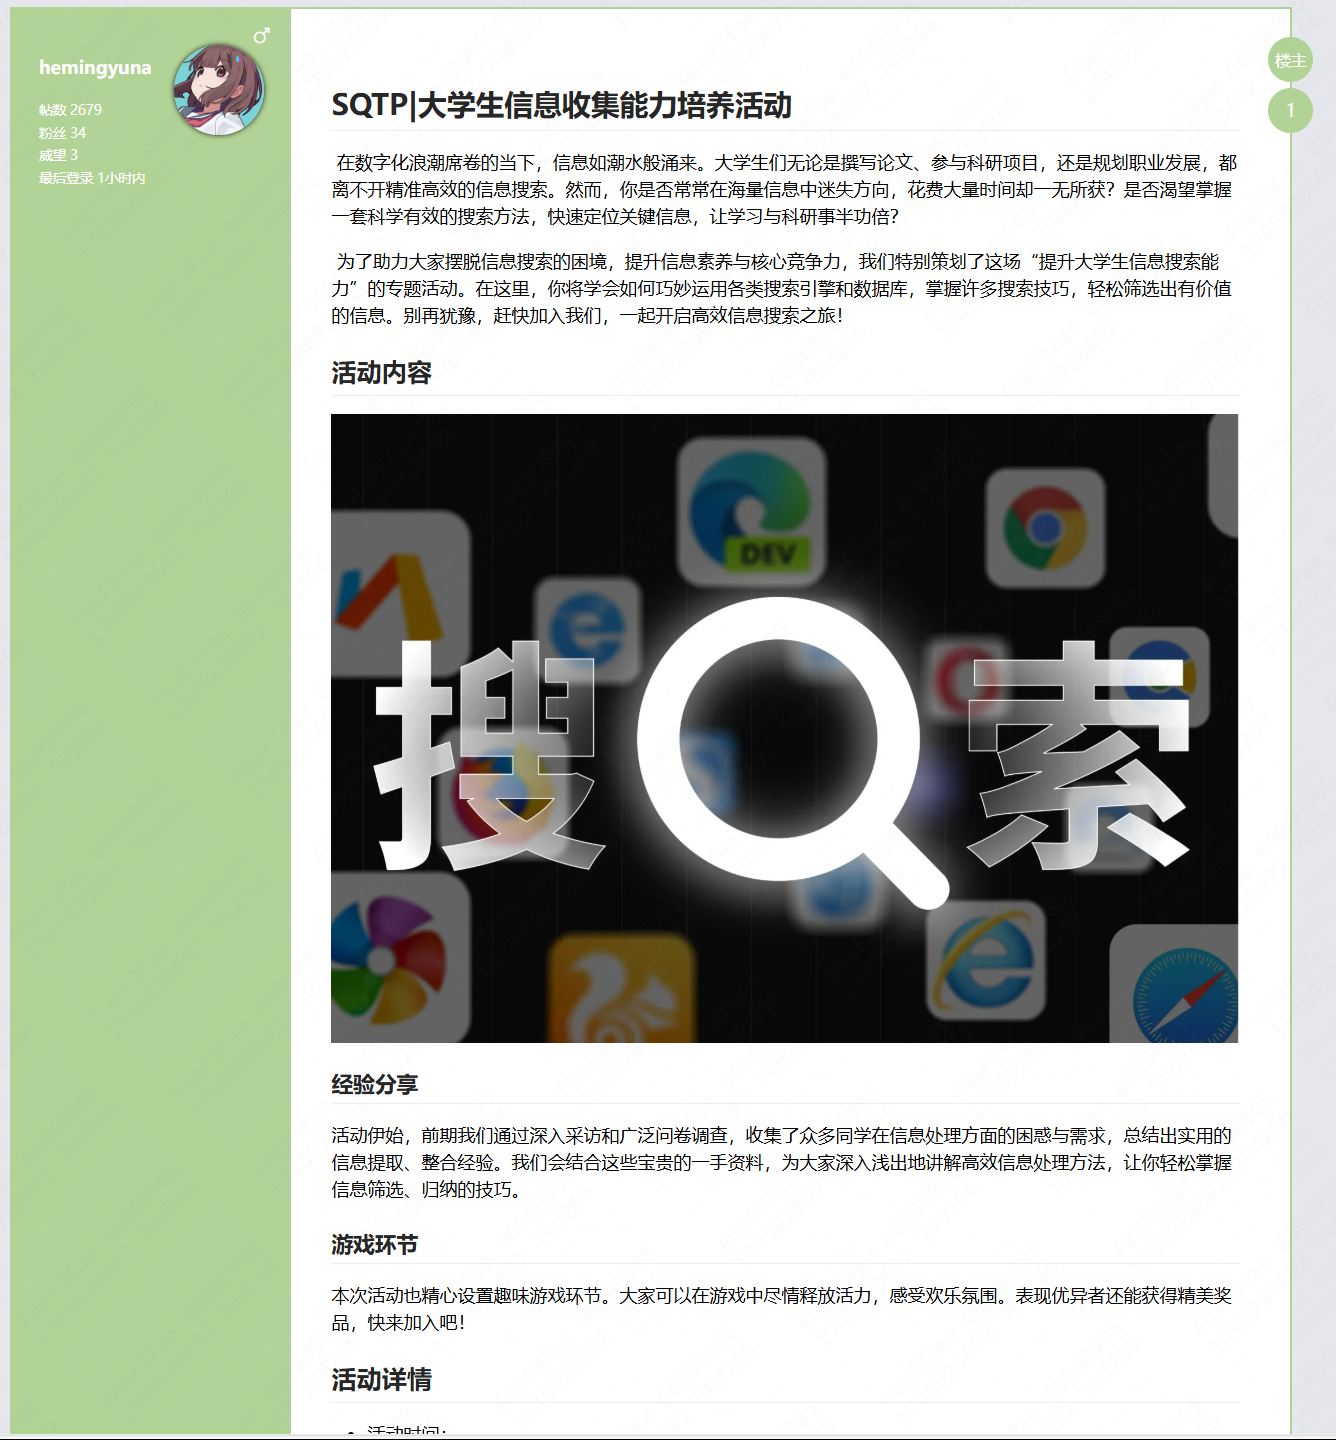 hemingyuna
帖数 2679
粉丝 34
威望 3
最后登录 1小时内
楼主
1
SQTP|大学生信息收集能力培养活动
在数字化浪潮席卷的当下，信息如潮水般涌来。大学生们无论是撰写论文、参与科研项目，还是规划职业发展，都
离不开精准高效的信息搜索。然而，你是否常常在海量信息中迷失方向，花费大量时间却一无所获？是否渴望掌握
一套科学有效的搜索方法，快速定位关键信息，让学习与科研事半功倍？
为了助力大家摆脱信息搜索的困境，提升信息素养与核心竞争力，我们特别策划了这场“提升大学生信息搜索能
力”的专题活动。在这里，你将学会如何巧妙运用各类搜索引擎和数据库，掌握许多搜索技巧，轻松筛选出有价值
的信息。别再犹豫，赶快加入我们，一起开启高效信息搜索之旅！
活动内容
DEV
搜索
经验分享
活动伊始，前期我们通过深入采访和广泛问卷调查，收集了众多同学在信息处理方面的困惑与需求，总结出实用的
信息提取、整合经验。我们会结合这些宝贵的一手资料，为大家深入浅出地讲解高效信息处理方法，让你轻松掌握
信息筛选、归纳的技巧。
游戏环节
本次活动也精心设置趣味游戏环节。大家可以在游戏中尽情释放活力，感受欢乐氛围。表现优异者还能获得精美奖
品，快来加入吧！
活动详情
• 活动时间：